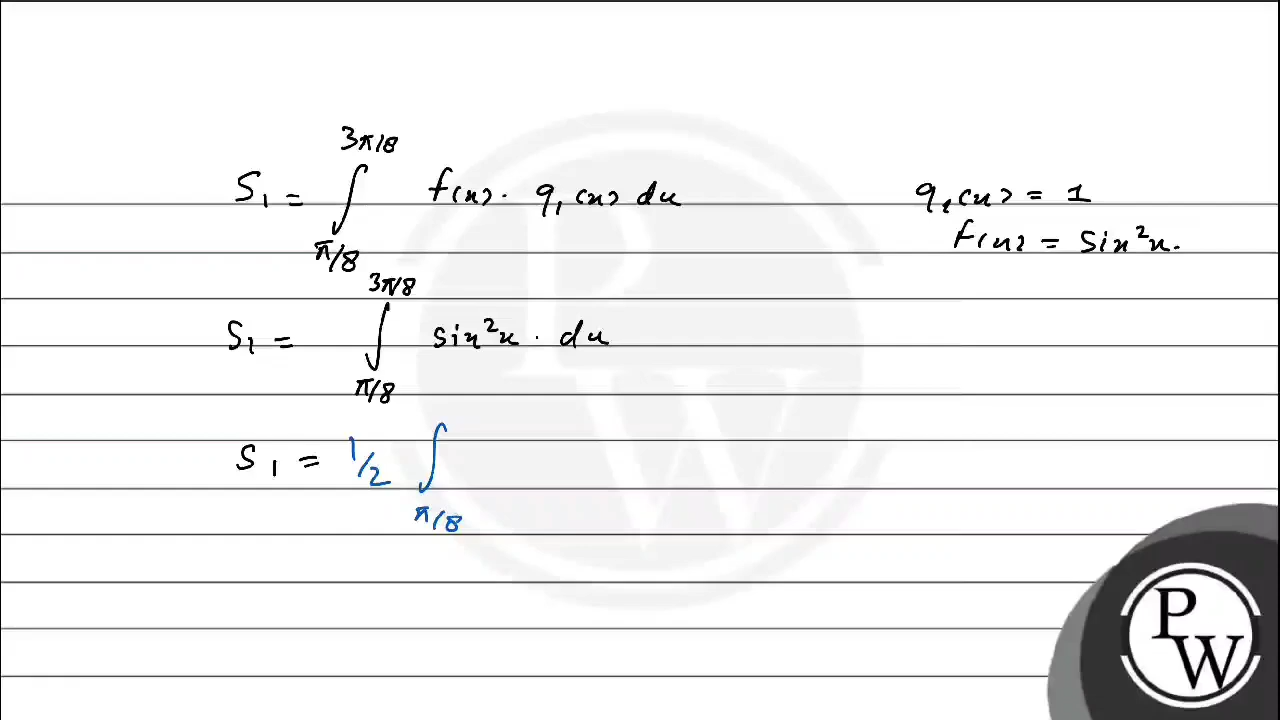 S₁ = ∫_{π/8}^{3π/8} f(x) · g₁(x) dx
g₁(x) = 1
f(x) = sin²x.
S₁ = ∫_{π/8}^{3π/8} sin²x · dx
S₁ = 1/2 ∫_{π/8}
PW
PW